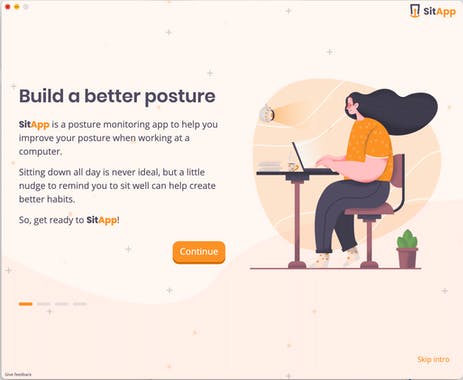 SitApp
Build a better posture
SitApp is a posture monitoring app to help you
improve your posture when working at a
computer.
Sitting down all day is never ideal, but a little
nudge to remind you to sit well can help create
better habits.
So, get ready to SitApp!
Continue
Skip intro
Give feedback